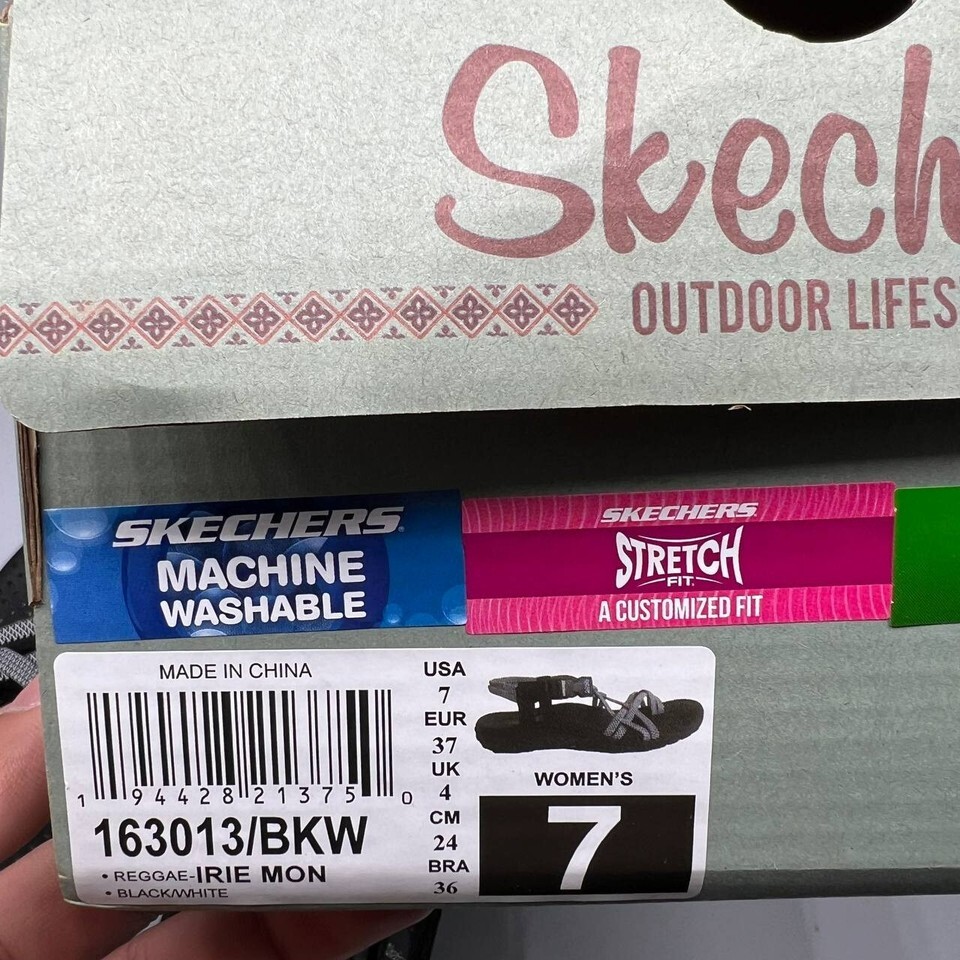 Skech
OUTDOOR LIFES
SKECHERS
MACHINE
WASHABLE
SKECHERS
STRETCH
FIT
A CUSTOMIZED FIT
MADE IN CHINA
1 94428 21375 0
163013/BKW
• REGGAE-IRIE MON
• BLACK/WHITE
USA
7
EUR
37
UK
4
CM
24
BRA
36
WOMEN'S
7